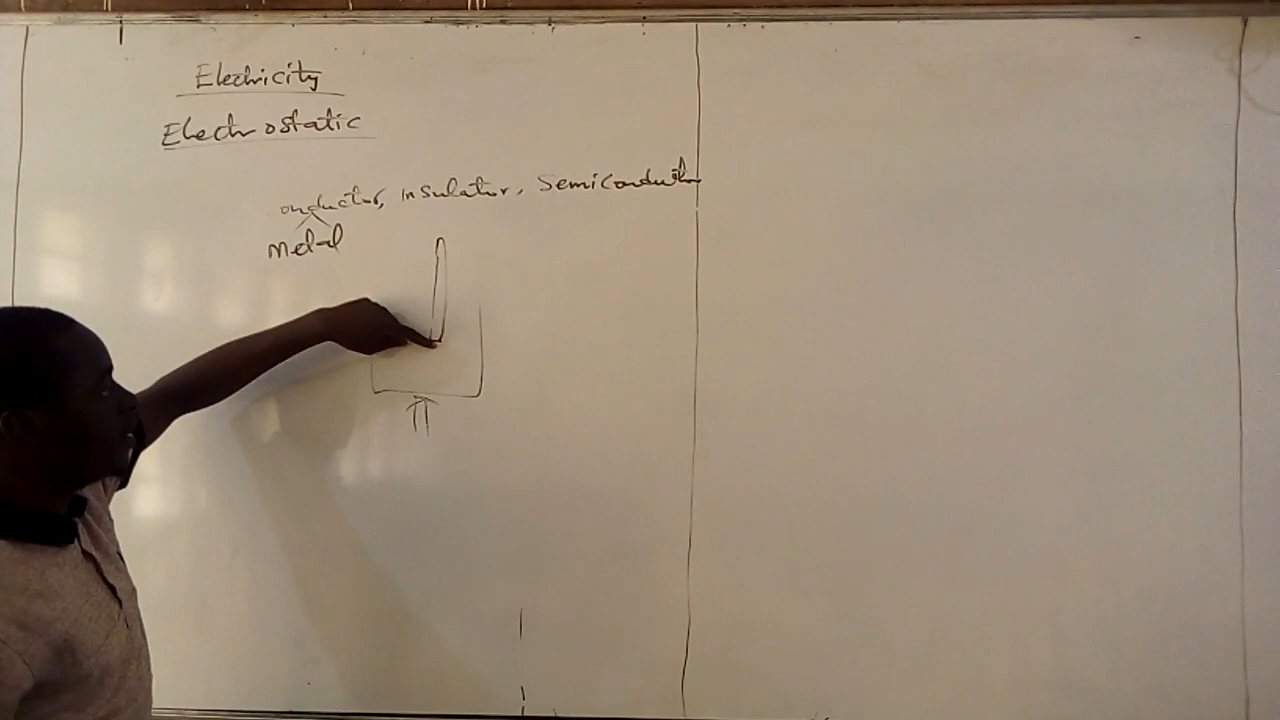 Electricity
Electrostatic
onductor, insulator, Semiconductor
metal